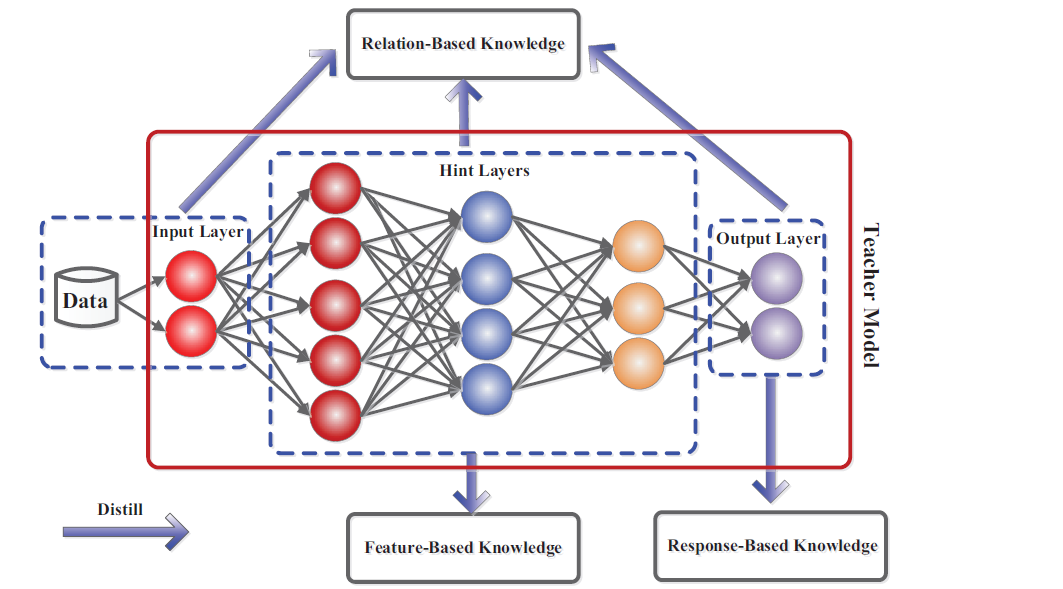 Relation-Based Knowledge
Hint Layers
Input Layer
Output Layer
Data
Teacher Model
Distill
Feature-Based Knowledge
Response-Based Knowledge